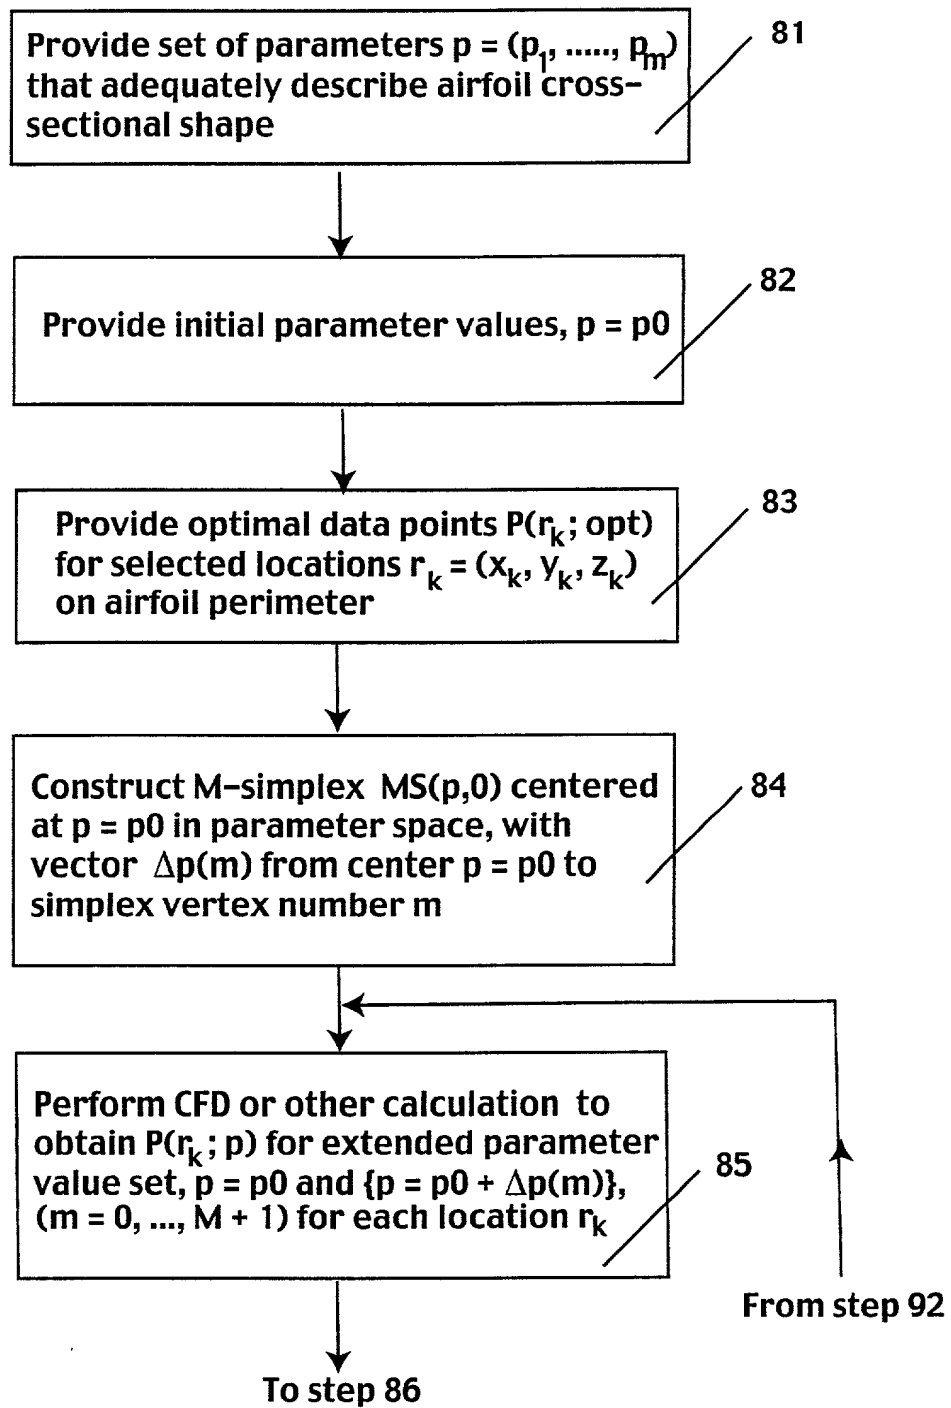 Provide set of parameters p = (p₁, ....., pₘ)
that adequately describe airfoil cross-
sectional shape
81
Provide initial parameter values, p = p0
82
Provide optimal data points P(rₖ; opt)
for selected locations rₖ = (xₖ, yₖ, zₖ)
on airfoil perimeter
83
Construct M-simplex MS(p,0) centered
at p = p0 in parameter space, with
vector Δp(m) from center p = p0 to
simplex vertex number m
84
Perform CFD or other calculation to
obtain P(rₖ; p) for extended parameter
value set, p = p0 and {p = p0 + Δp(m)},
(m = 0, ..., M + 1) for each location rₖ
85
From step 92
To step 86